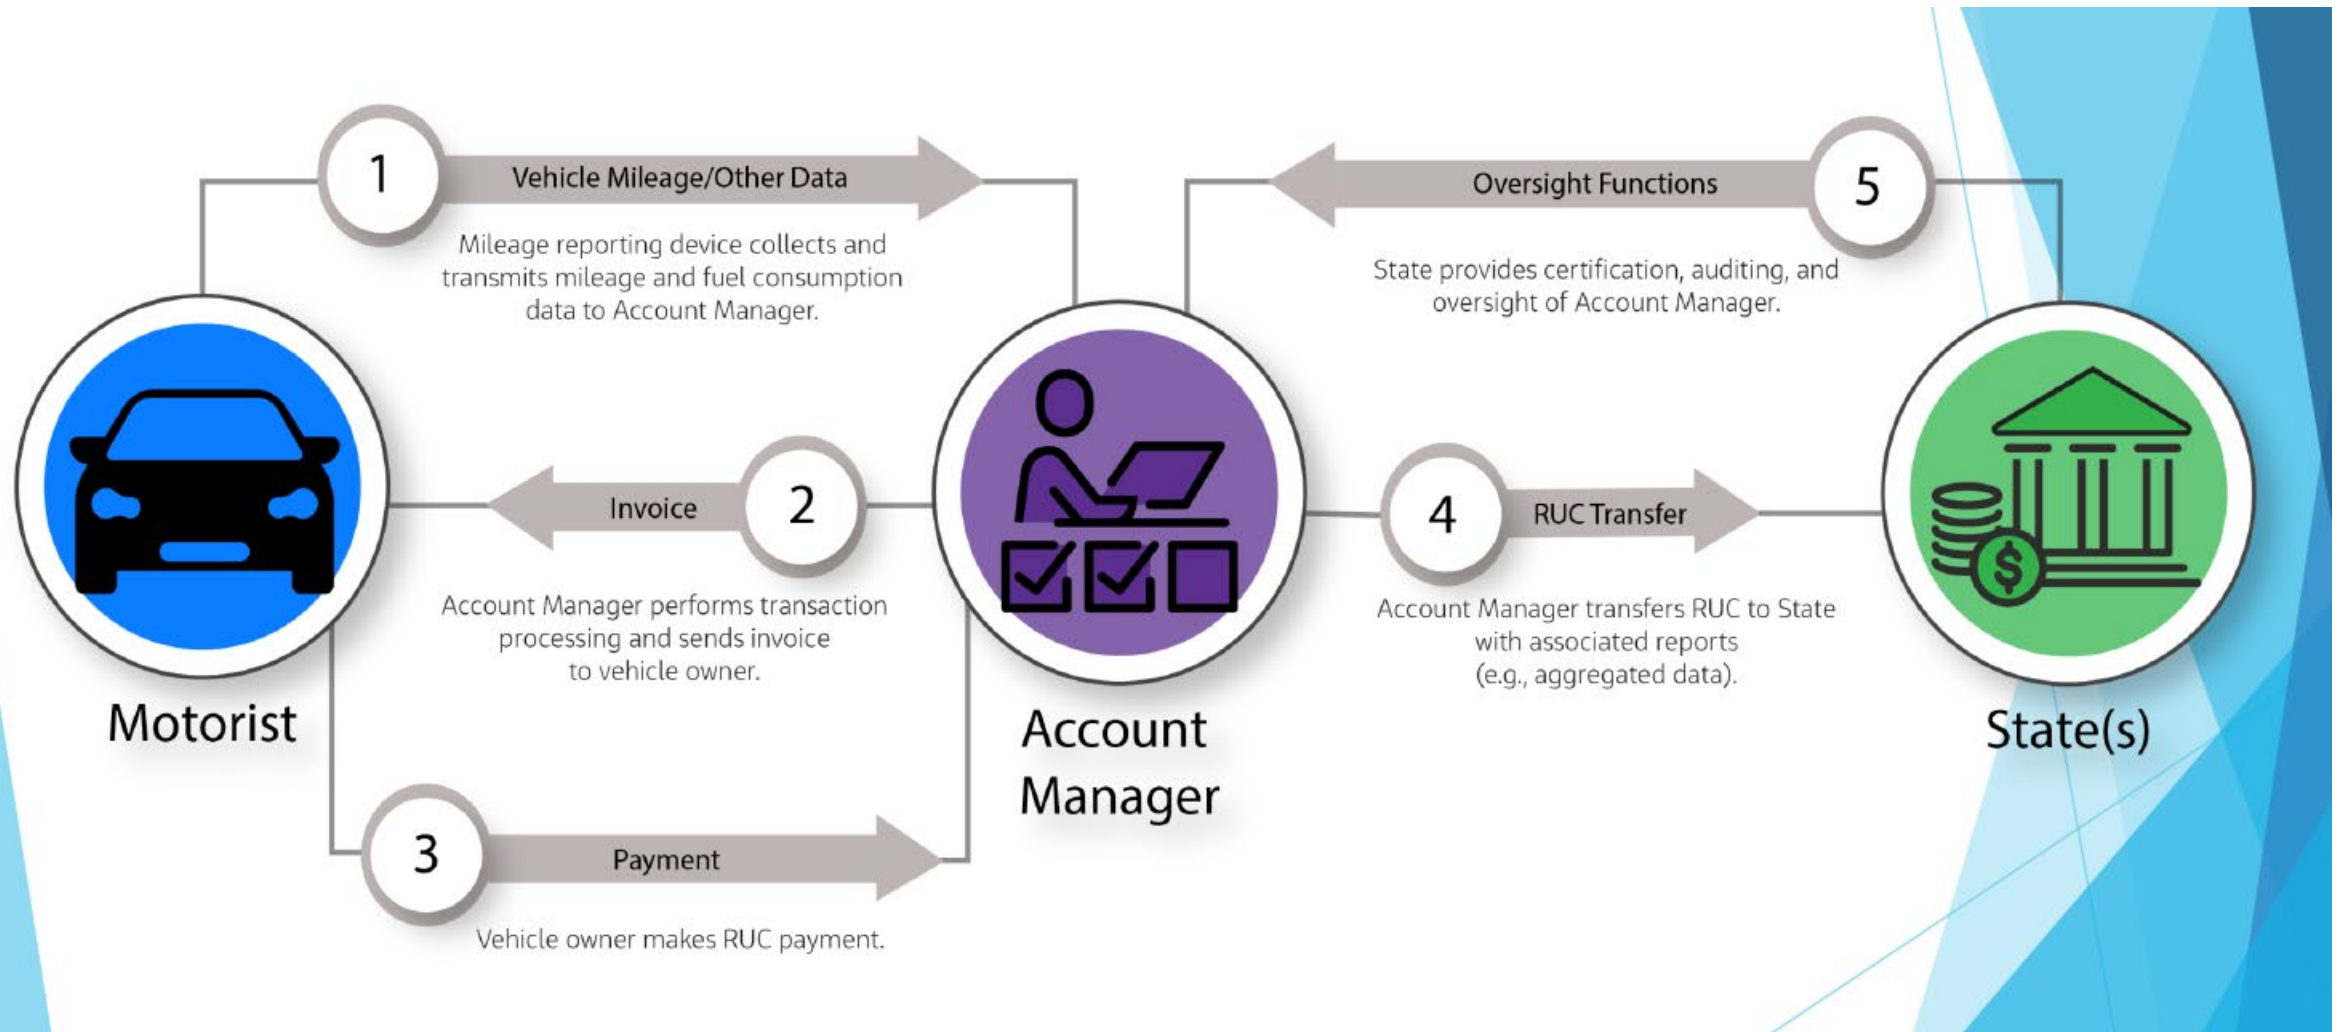 1
Vehicle Mileage/Other Data
Mileage reporting device collects and
transmits mileage and fuel consumption
data to Account Manager.
5
Oversight Functions
State provides certification, auditing, and
oversight of Account Manager.
2
Invoice
Account Manager performs transaction
processing and sends invoice
to vehicle owner.
4
RUC Transfer
Account Manager transfers RUC to State
with associated reports
(e.g., aggregated data).
$
Motorist
Account
Manager
State(s)
3
Payment
Vehicle owner makes RUC payment.